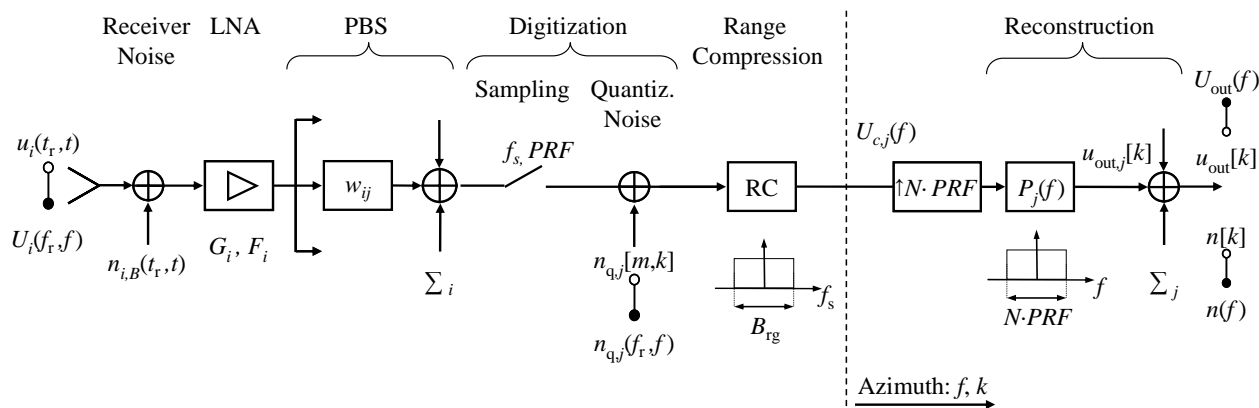 Receiver Noise
LNA
PBS
Digitization
Range Compression
Reconstruction
Sampling
Quantiz. Noise
U_out(f)
u_i(t_r,t)
f_s, PRF
U_{c,j}(f)
u_{out,j}[k]
u_out[k]
w_{ij}
RC
↑N·PRF
P_j(f)
U_i(f_r,f)
n_{i,B}(t_r,t)
G_i, F_i
Σ_i
n_{q,j}[m,k]
n_{q,j}(f_r,f)
f_s
B_rg
f
N·PRF
Σ_j
n[k]
n(f)
Azimuth: f, k